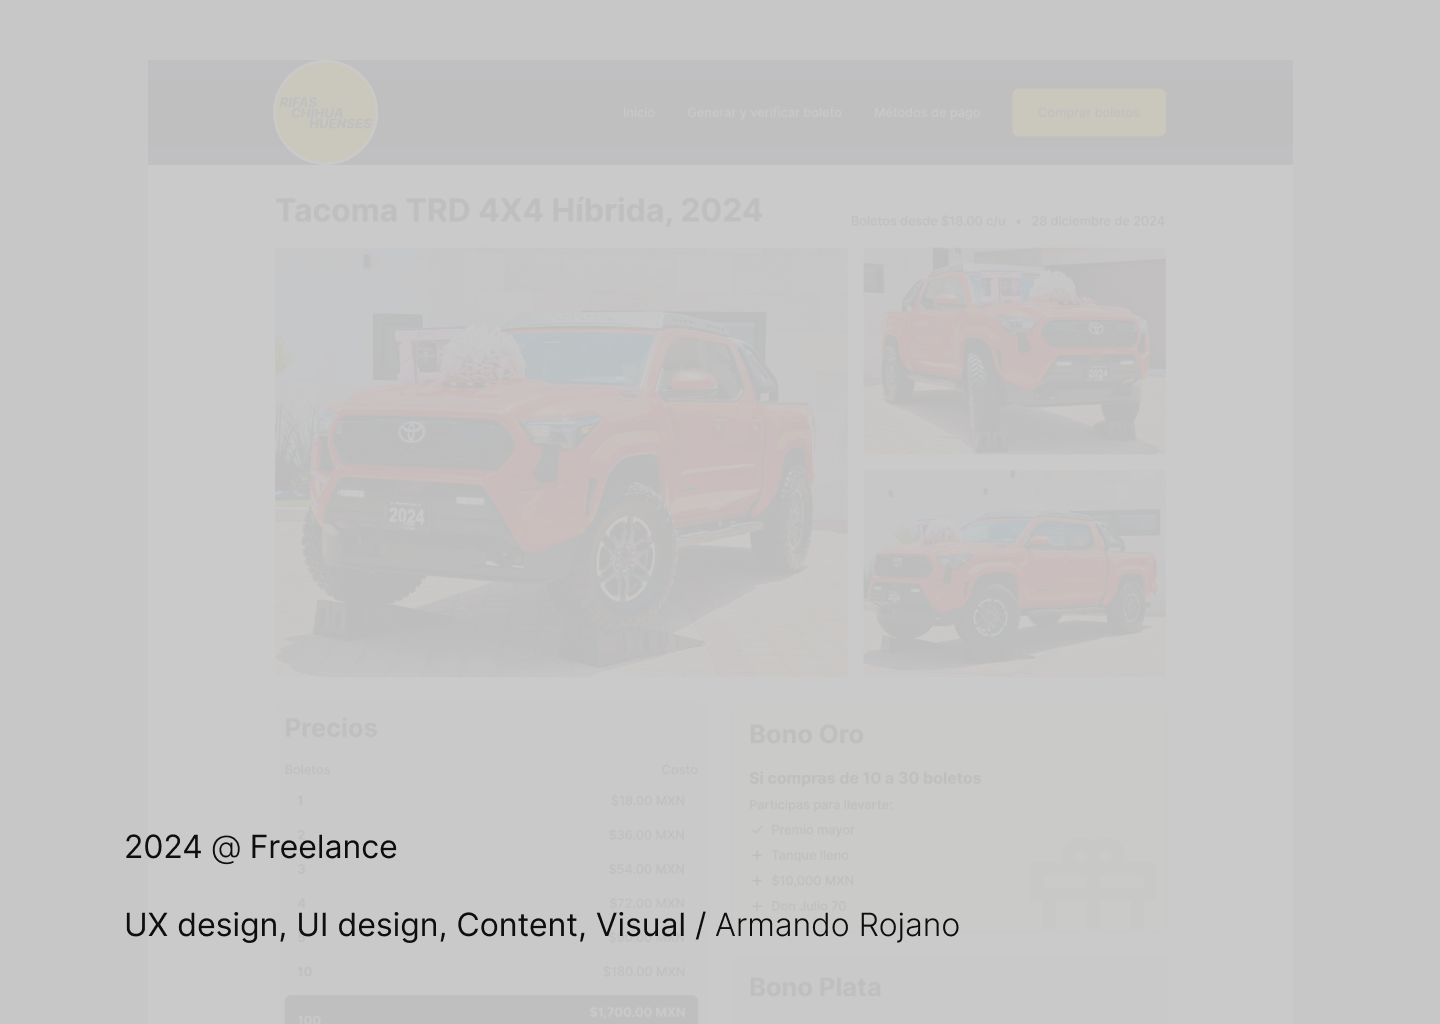 RIFAS
CHIHUA
HUENSES
Inicio
Generar y verificar boleto
Métodos de pago
Comprar boletos
Tacoma TRD 4X4 Híbrida, 2024
Boletos desde $18.00 c/u • 28 diciembre de 2024
2024
2024
Precios
Boletos Costo
1 $18.00 MXN
2 $36.00 MXN
3 $54.00 MXN
4 $72.00 MXN
10 $180.00 MXN
100 $1,700.00 MXN
Bono Oro
Si compras de 10 a 30 boletos
Participas para llevarte:
Premio mayor
+ Tanque lleno
+ $10,000 MXN
+ Don Julio 70
Bono Plata
2024 @ Freelance
UX design, UI design, Content, Visual / Armando Rojano